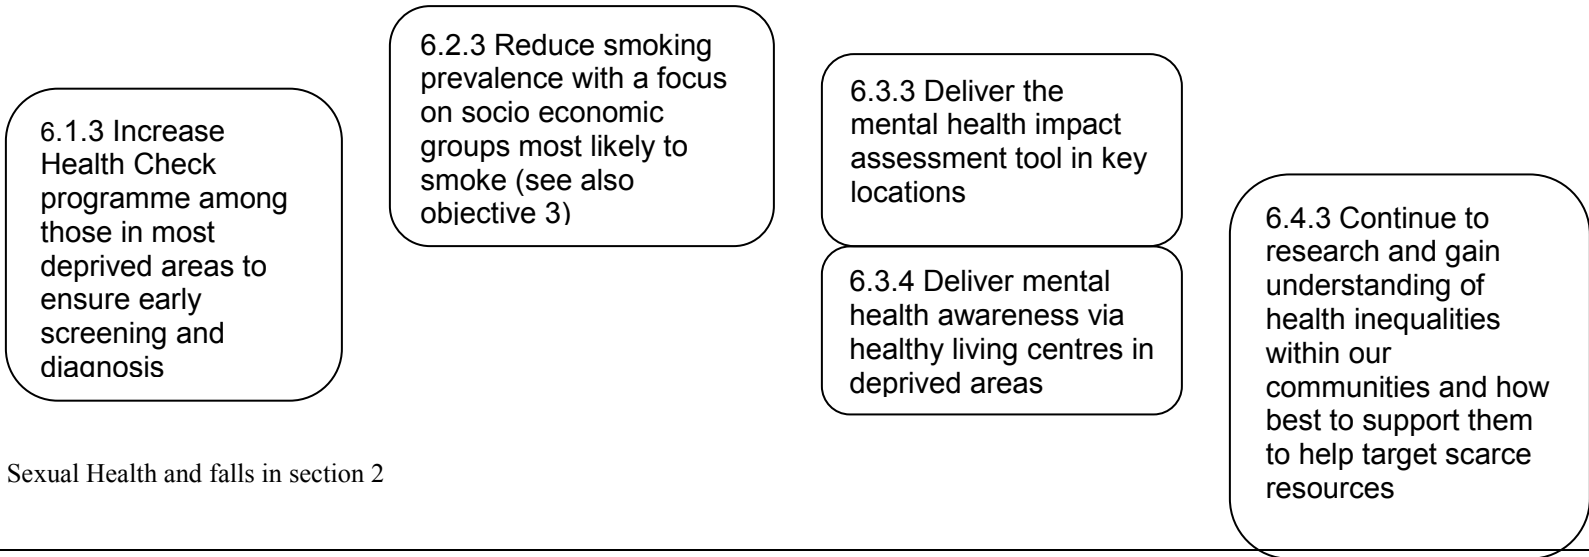 6.1.3 Increase
Health Check
programme among
those in most
deprived areas to
ensure early
screening and
diagnosis
6.2.3 Reduce smoking
prevalence with a focus
on socio economic
groups most likely to
smoke (see also
objective 3)
6.3.3 Deliver the
mental health impact
assessment tool in key
locations
6.3.4 Deliver mental
health awareness via
healthy living centres in
deprived areas
6.4.3 Continue to
research and gain
understanding of
health inequalities
within our
communities and how
best to support them
to help target scarce
resources
Sexual Health and falls in section 2